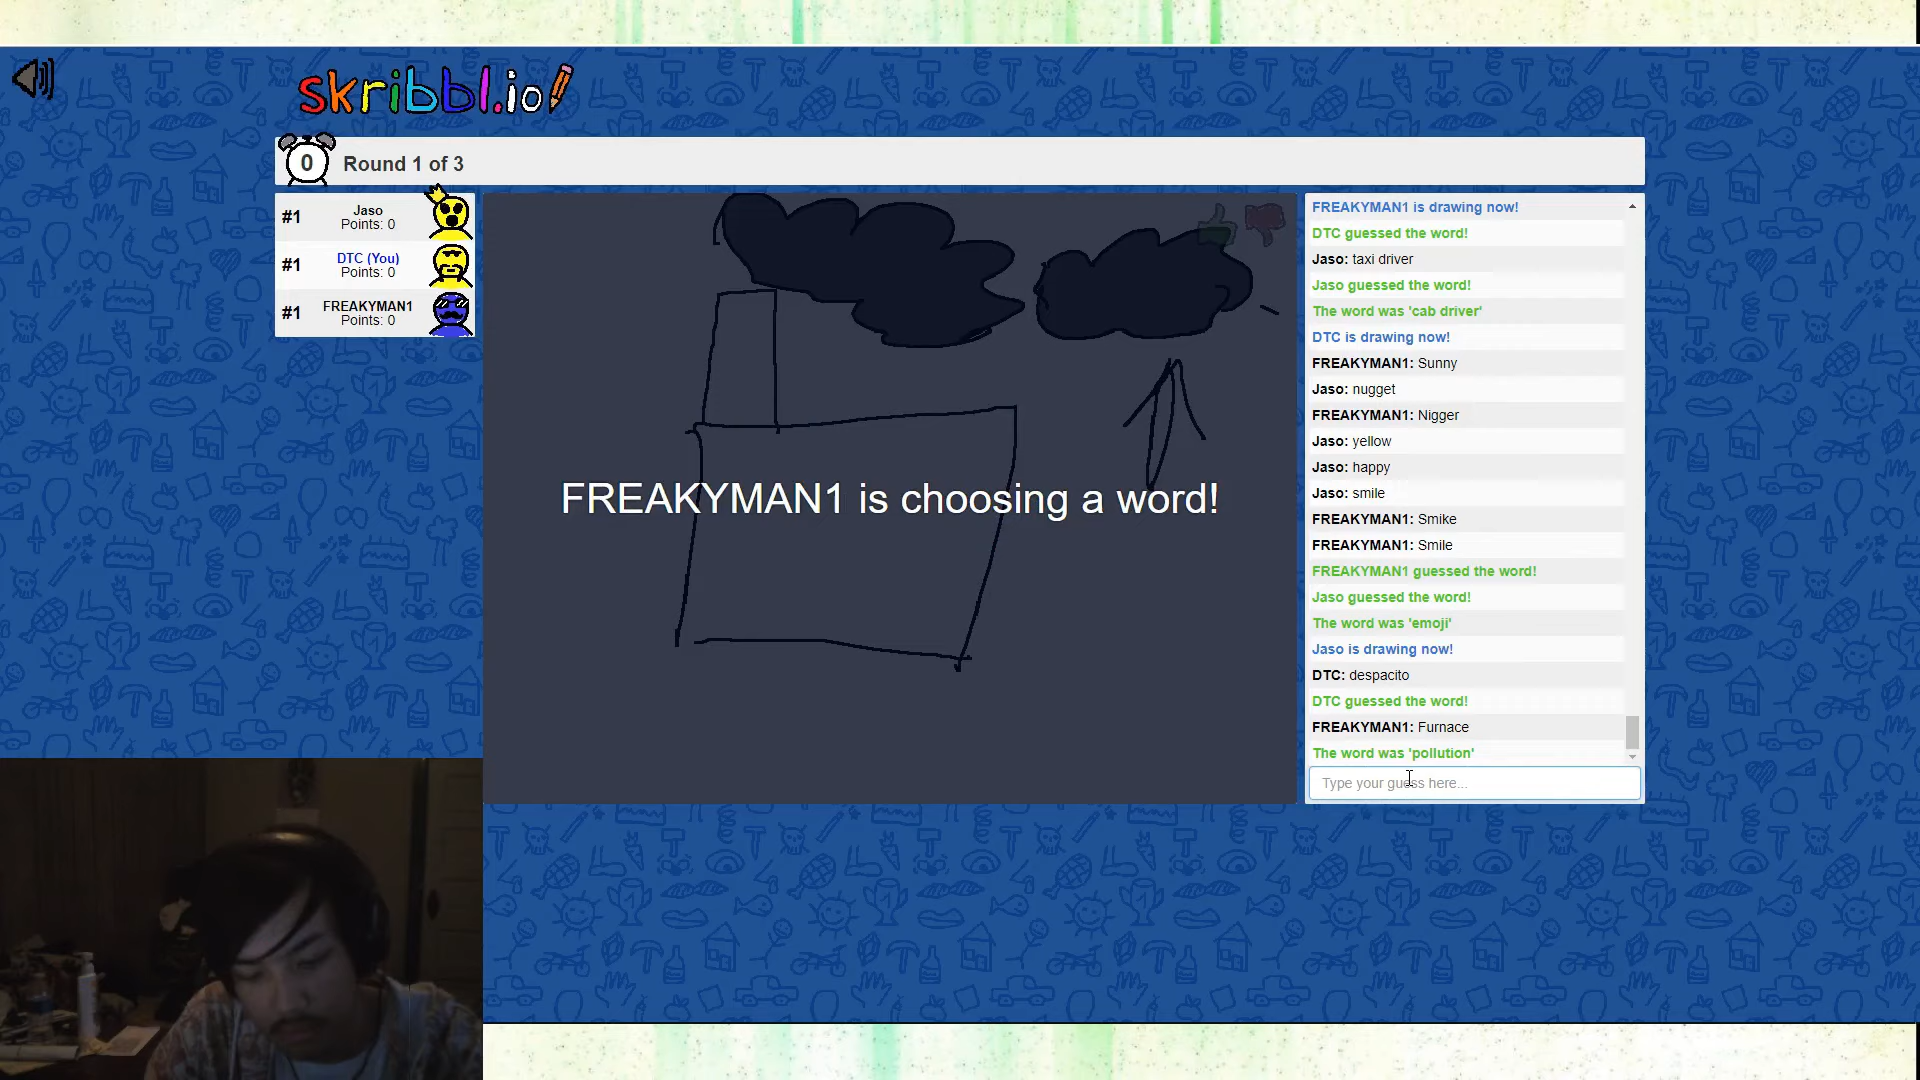 skribbl.io
0
Round 1 of 3
#1
Jaso
Points: 0
#1
DTC (You)
Points: 0
#1
FREAKYMAN1
Points: 0
FREAKYMAN1 is choosing a word!
FREAKYMAN1 is drawing now!
DTC guessed the word!
Jaso: taxi driver
Jaso guessed the word!
The word was 'cab driver'
DTC is drawing now!
FREAKYMAN1: Sunny
Jaso: nugget
FREAKYMAN1: Nigger
Jaso: yellow
Jaso: happy
Jaso: smile
FREAKYMAN1: Smike
FREAKYMAN1: Smile
FREAKYMAN1 guessed the word!
Jaso guessed the word!
The word was 'emoji'
Jaso is drawing now!
DTC: despacito
DTC guessed the word!
FREAKYMAN1: Furnace
The word was 'pollution'
Type your guess here...